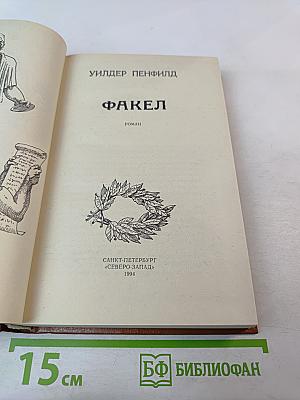 УИЛДЕР ПЕНФИЛД
ФАКЕЛ
РОМАН
САНКТ-ПЕТЕРБУРГ
«СЕВЕРО-ЗАПАД»
1994
15 СМ
БФ БИБЛИОФАН